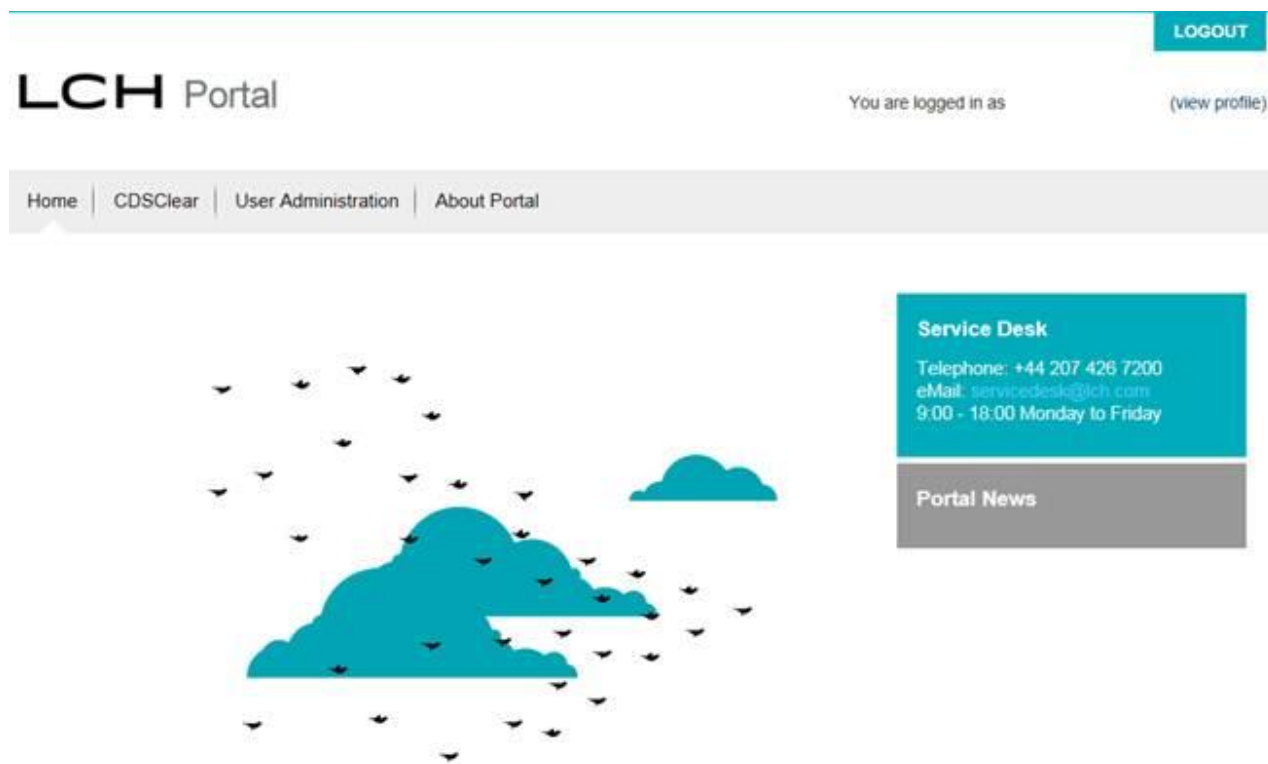 LOGOUT
LCH Portal
You are logged in as (view profile)
Home CDSClear User Administration About Portal
Service Desk
Telephone: +44 207 426 7200
eMail: servicedesk@lch.com
9:00 - 18:00 Monday to Friday
Portal News